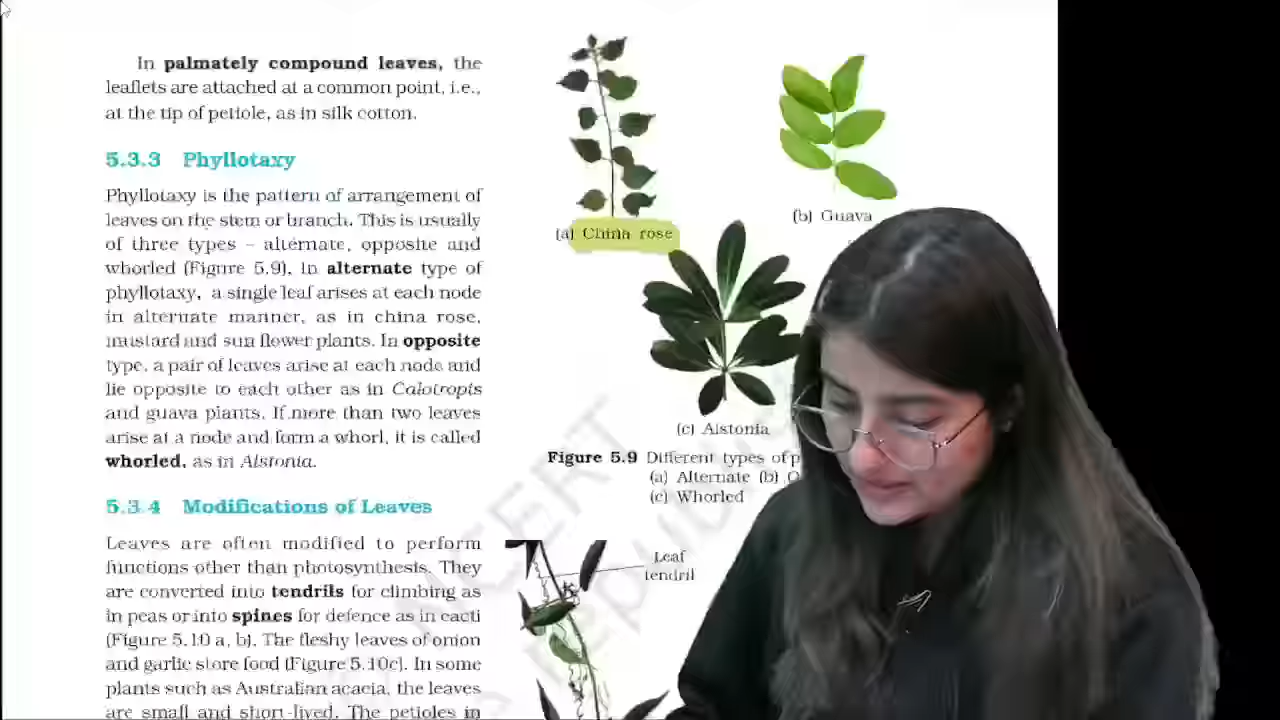 In palmately compound leaves, the
leaflets are attached at a common point, i.e.,
at the tip of petiole, as in silk cotton.
5.3.3 Phyllotaxy
Phyllotaxy is the pattern of arrangement of
leaves on the stem or branch. This is usually
of three types – alternate, opposite and
whorled (Figure 5.9). In alternate type of
phyllotaxy, a single leaf arises at each node
in alternate manner, as in china rose,
mustard and sun flower plants. In opposite
type, a pair of leaves arise at each node and
lie opposite to each other as in Calotropis
and guava plants. If more than two leaves
arise at a node and form a whorl, it is called
whorled, as in Alstonia.
5.3.4 Modifications of Leaves
Leaves are often modified to perform
functions other than photosynthesis. They
are converted into tendrils for climbing as
in peas or into spines for defence as in cacti
(Figure 5.10 a, b). The fleshy leaves of onion
and garlic store food (Figure 5.10c). In some
plants such as Australian acacia, the leaves
are small and short-lived. The petioles in
(a) China rose
(b) Guava
(c) Alstonia
Figure 5.9 Different types of p
(a) Alternate (b) O
(c) Whorled
Leaf
tendril
NCERT